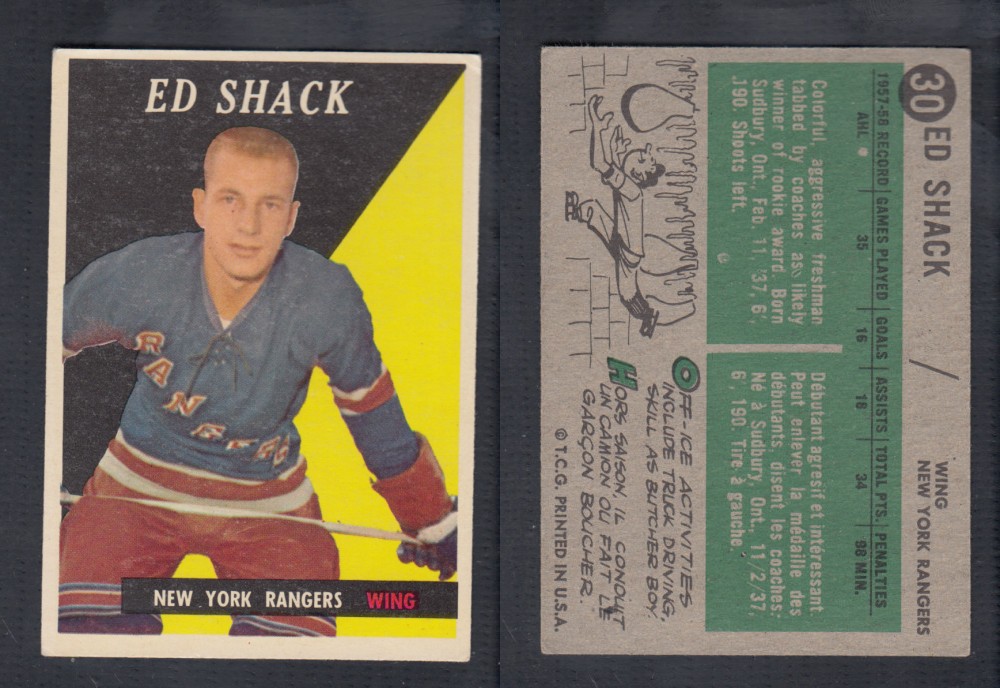 ED SHACK
RANGERS
NEW YORK RANGERS WING
30 ED SHACK
WING
NEW YORK RANGERS
1957-58 RECORD | GAMES PLAYED | GOALS | ASSISTS | TOTAL PTS. | PENALTIES
AHL 35 16 18 34 98 MIN.
Colorful, aggressive freshman
tabbed by coaches as likely
winner of rookie award. Born
Sudbury, Ont., Feb. 11, '37, 6',
190. Shoots left.
Débutant agresif et intéressant.
Peut enlever la médaille des
débutants, disent les coaches:
Né à Sudbury, Ont., 11/2/37,
6', 190. Tire à gauche.
OFF-ICE ACTIVITIES
INCLUDE TRUCK DRIVING,
SKILL AS BUTCHER BOY.
HORS SAISON, IL CONDUIT
UN CAMION OU FAIT LE
GARÇON BOUCHER.
© T.C.G. PRINTED IN U.S.A.